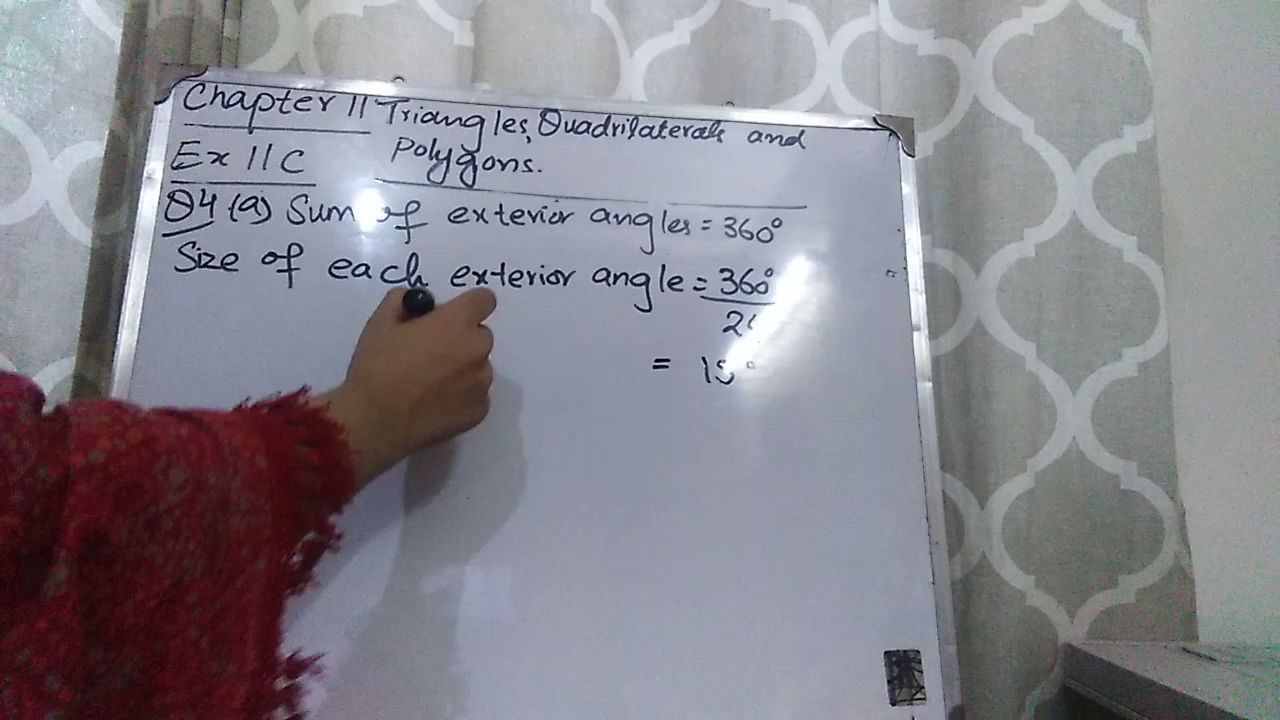 Chapter 11 Triangles, Quadrilaterals and
Polygons.
Ex 11C
Q4 (a) Sum of exterior angles = 360°
Size of each exterior angle = 360°
= 15°